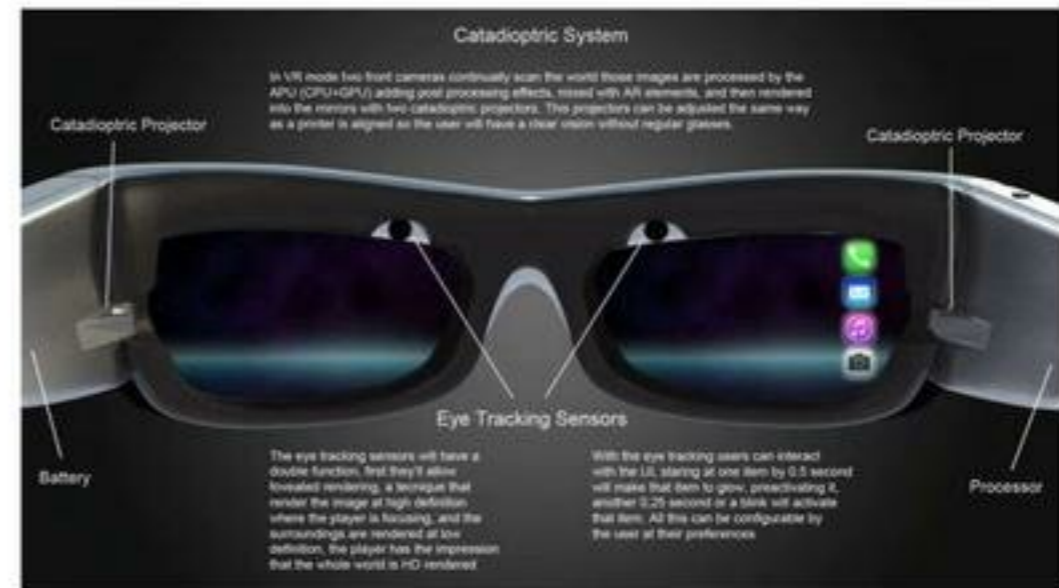 Catadioptric System
In VR mode two front cameras continually scan the world those images are processed by the
APU (CPU+GPU) adding post processing effects, mixed with AR elements, and then rendered
into the mirrors with two catadioptric projectors. This projectors can be adjusted the same way
as a printer is aligned so the user will have a clear vision without regular glasses.
Catadioptric Projector
Catadioptric Projector
Eye Tracking Sensors
Battery
Processor
The eye tracking sensors will have a
double function, first they'll allow
foveated rendering, a tecnique that
render the image at high definition
where the player is focusing, and the
surroundings are rendered at low
definition, the player has the impression
that the whole world is HD rendered
With the eye tracking users can interact
with the UI, staring at one item by 0.5 second
will make that item to glow, preactivating it,
another 0.25 second or a blink will activate
that item. All this can be configurable by
the user at their preferences